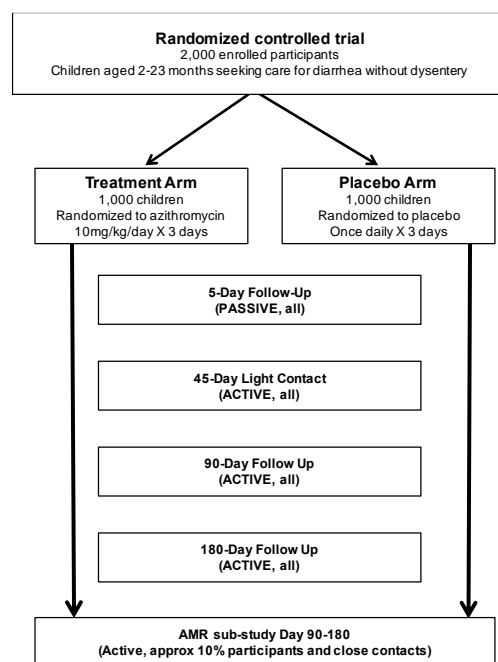 Randomized controlled trial
2,000 enrolled participants
Children aged 2-23 months seeking care for diarrhea without dysentery
Treatment Arm
1,000 children
Randomized to azithromycin
10mg/kg/day X 3 days
Placebo Arm
1,000 children
Randomized to placebo
Once daily X 3 days
5-Day Follow-Up
(PASSIVE, all)
45-Day Light Contact
(ACTIVE, all)
90-Day Follow Up
(ACTIVE, all)
180-Day Follow Up
(ACTIVE, all)
AMR sub-study Day 90-180
(Active, approx 10% participants and close contacts)